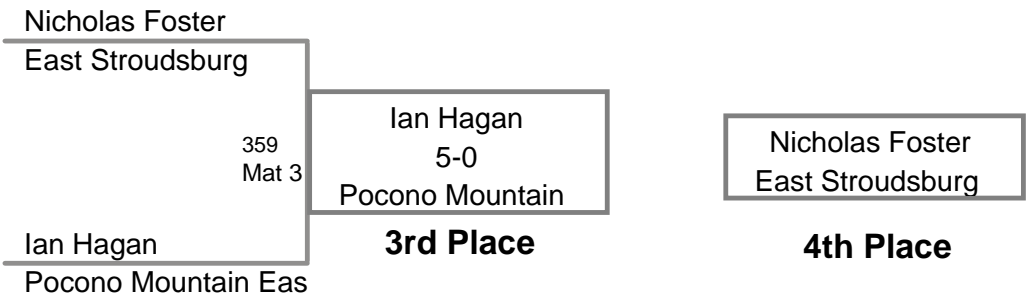 Nicholas Foster
East Stroudsburg
359
Mat 3
Ian Hagan
Pocono Mountain Eas
Ian Hagan
5-0
Pocono Mountain
3rd Place
Nicholas Foster
East Stroudsburg
4th Place